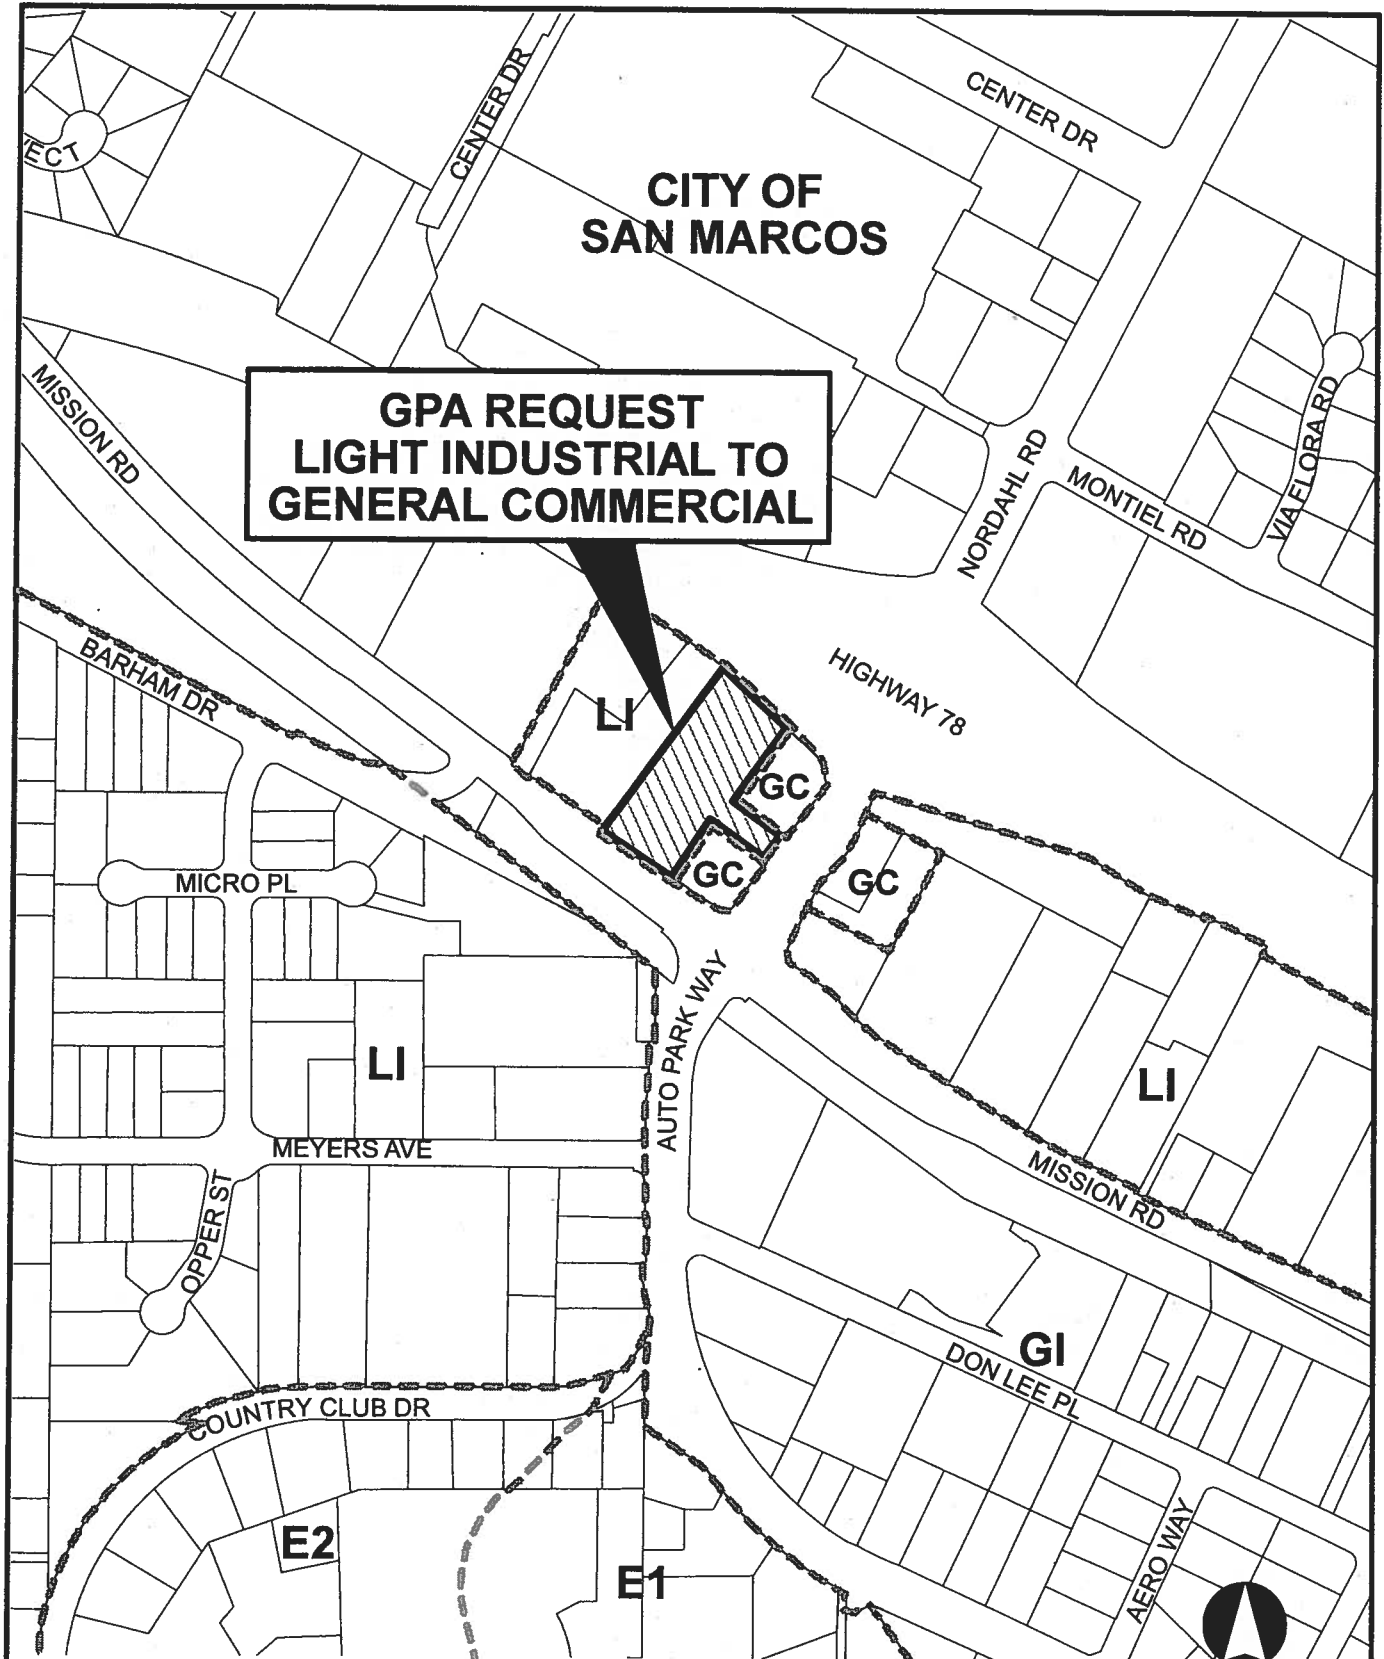 CENTER DR
CENTER DR
ECT
CITY OF
SAN MARCOS
MISSION RD
GPA REQUEST
LIGHT INDUSTRIAL TO
GENERAL COMMERCIAL
NORDAHL RD
MONTIEL RD
VIA FLORA RD
BARHAM DR
HIGHWAY 78
LI
GC
GC
GC
MICRO PL
AUTO PARK WAY
LI
LI
MEYERS AVE
MISSION RD
OPPER ST
GI
DON LEE PL
COUNTRY CLUB DR
E2
E1
AERO WAY